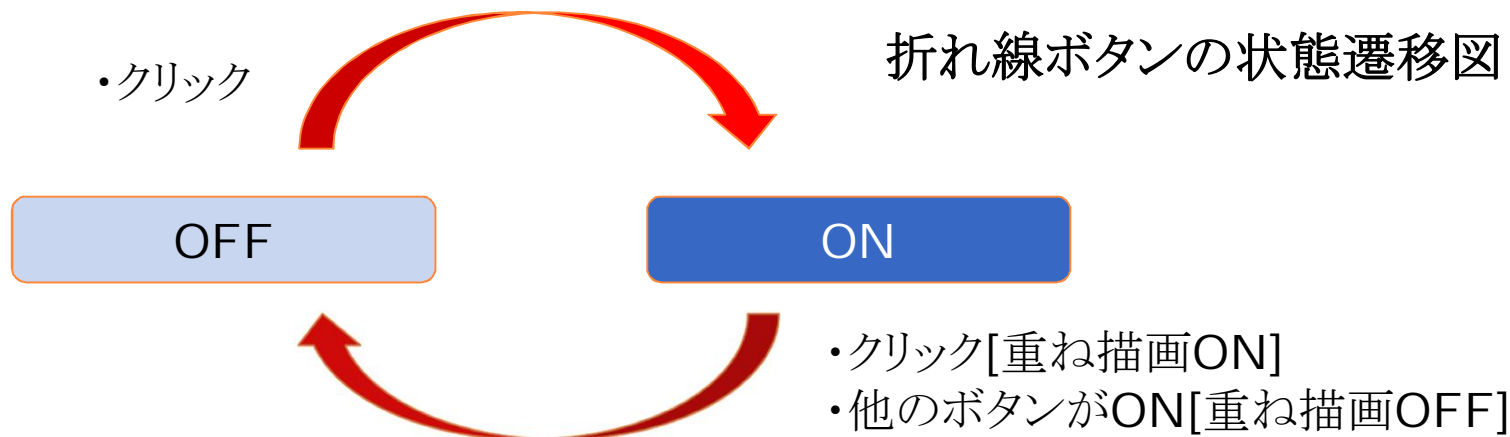 折れ線ボタンの状態遷移図
・クリック
OFF
ON
・クリック[重ね描画ON]
・他のボタンがON[重ね描画OFF]